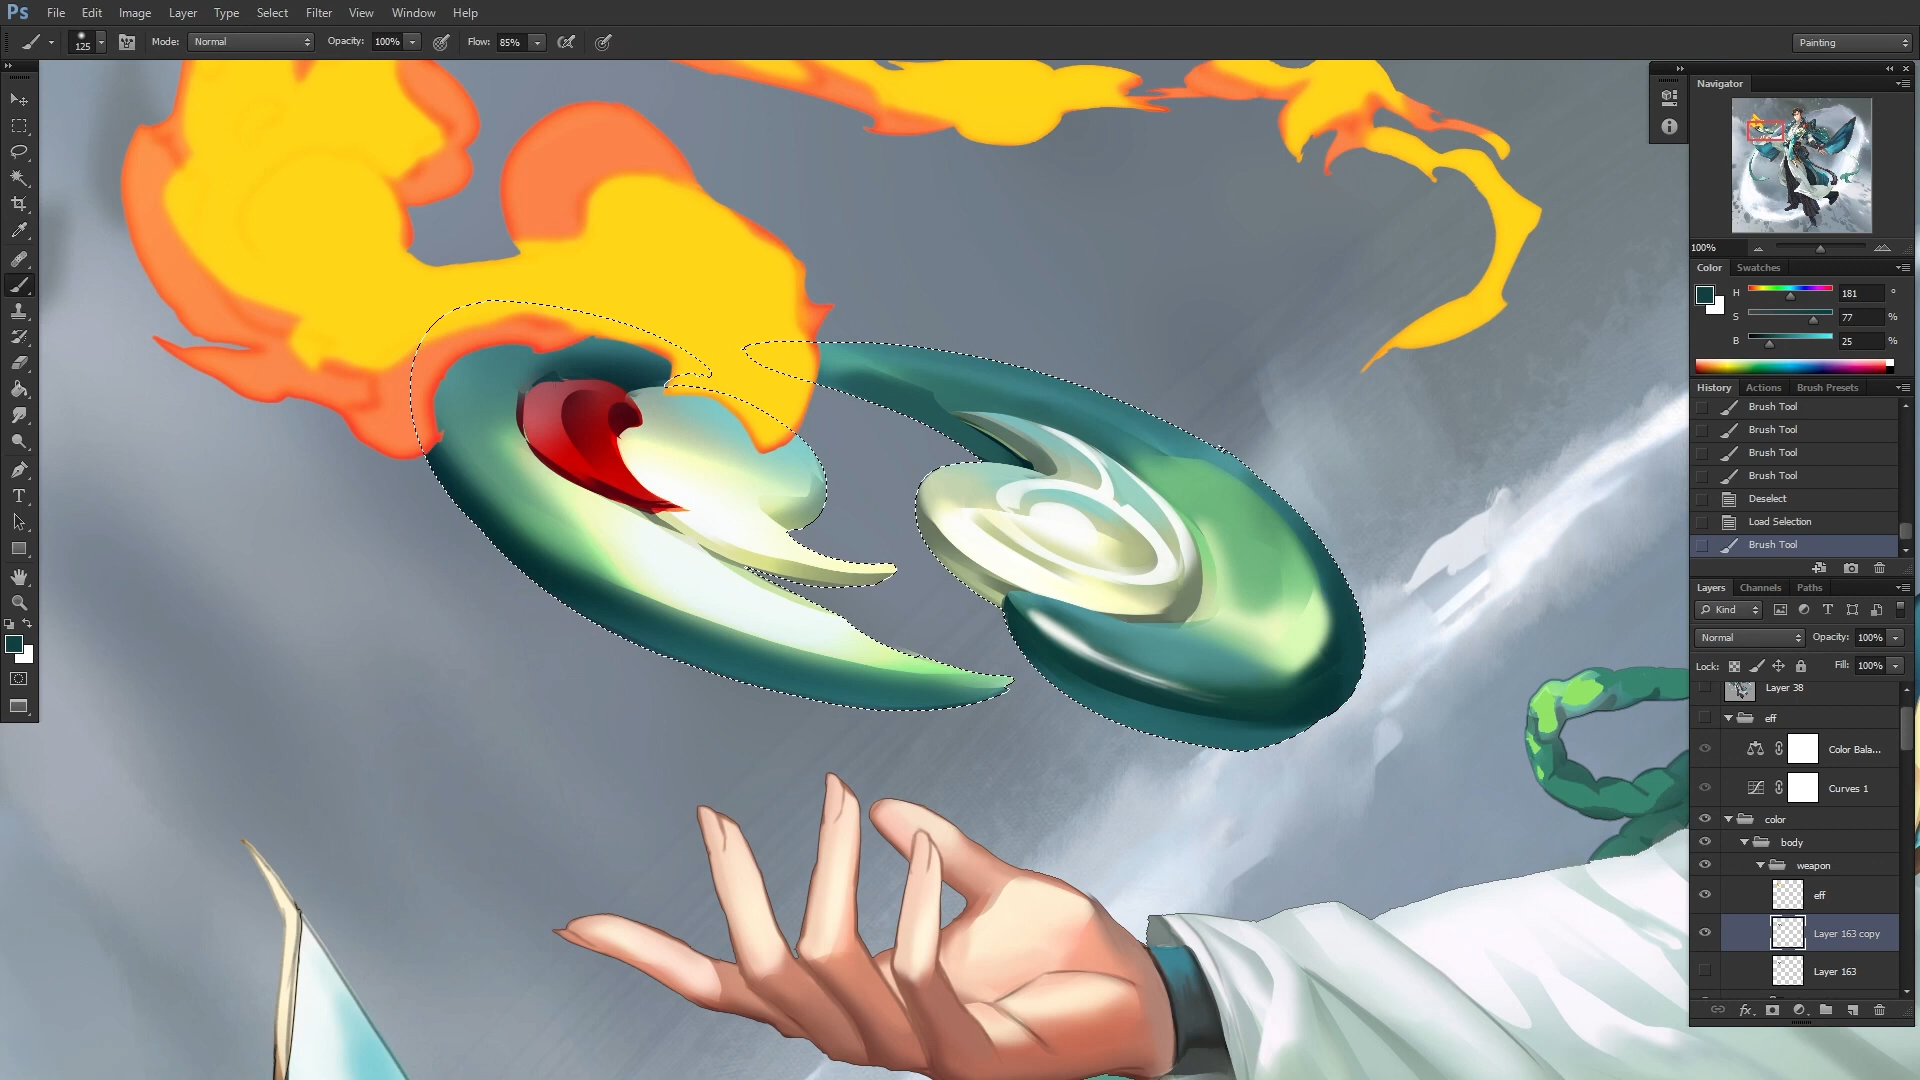 Ps File Edit Image Layer Type Select Filter View Window Help
125 Mode: Normal Opacity: 100% Flow: 85% Painting
Navigator
100%
Color Swatches
H 181 °
S 77 %
B 25 %
History Actions Brush Presets
Brush Tool
Brush Tool
Brush Tool
Brush Tool
Deselect
Load Selection
Brush Tool
Layers Channels Paths
Kind T
Normal Opacity: 100%
Lock: Fill: 100%
Layer 38
eff
Color Bala...
Curves 1
color
body
weapon
eff
Layer 163 copy
Layer 163
fx
T